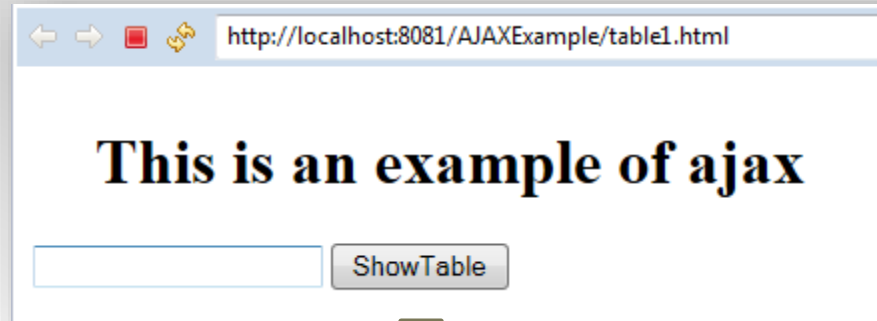 http://localhost:8081/AJAXExample/table1.html
This is an example of ajax
ShowTable